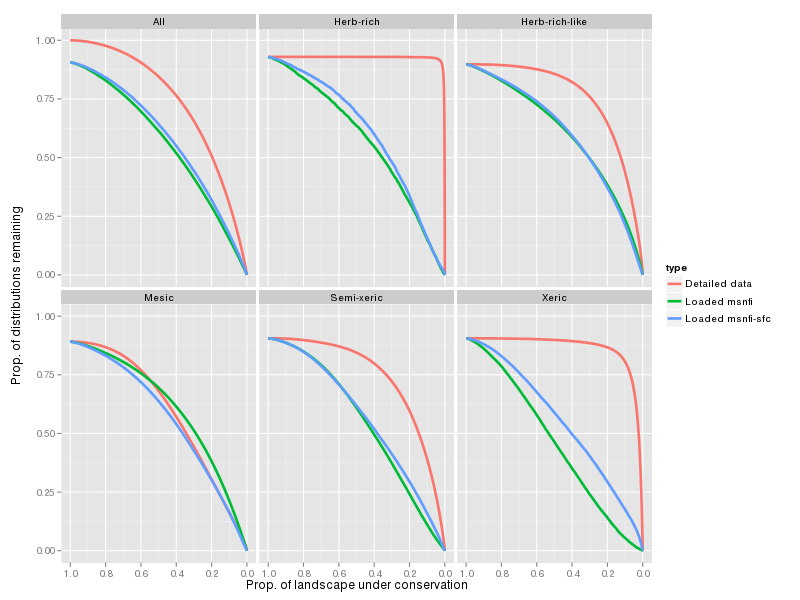 All Herb-rich Herb-rich-like
1.00
0.75
0.50
0.25
0.00
Mesic Semi-xeric Xeric
1.00
0.75
0.50
0.25
0.00
1.0 0.8 0.6 0.4 0.2 0.0 1.0 0.8 0.6 0.4 0.2 0.0 1.0 0.8 0.6 0.4 0.2 0.0
Prop. of landscape under conservation
Prop. of distributions remaining
type
Detailed data
Loaded msnfi
Loaded msnfi-sfc